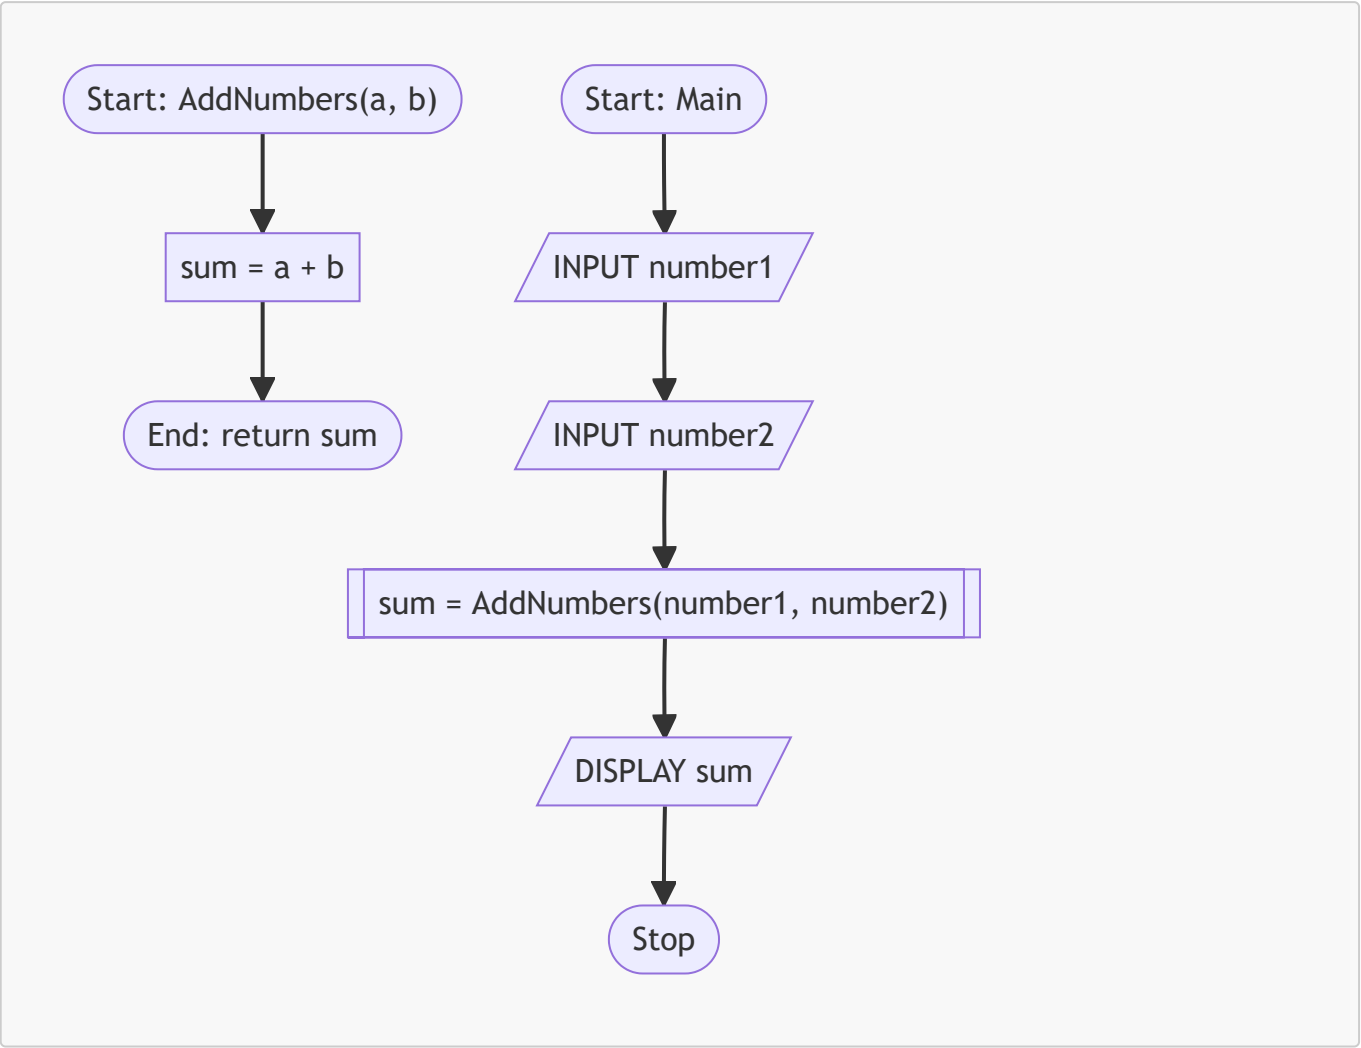 Start: AddNumbers(a, b)
sum = a + b
End: return sum
Start: Main
INPUT number1
INPUT number2
sum = AddNumbers(number1, number2)
DISPLAY sum
Stop